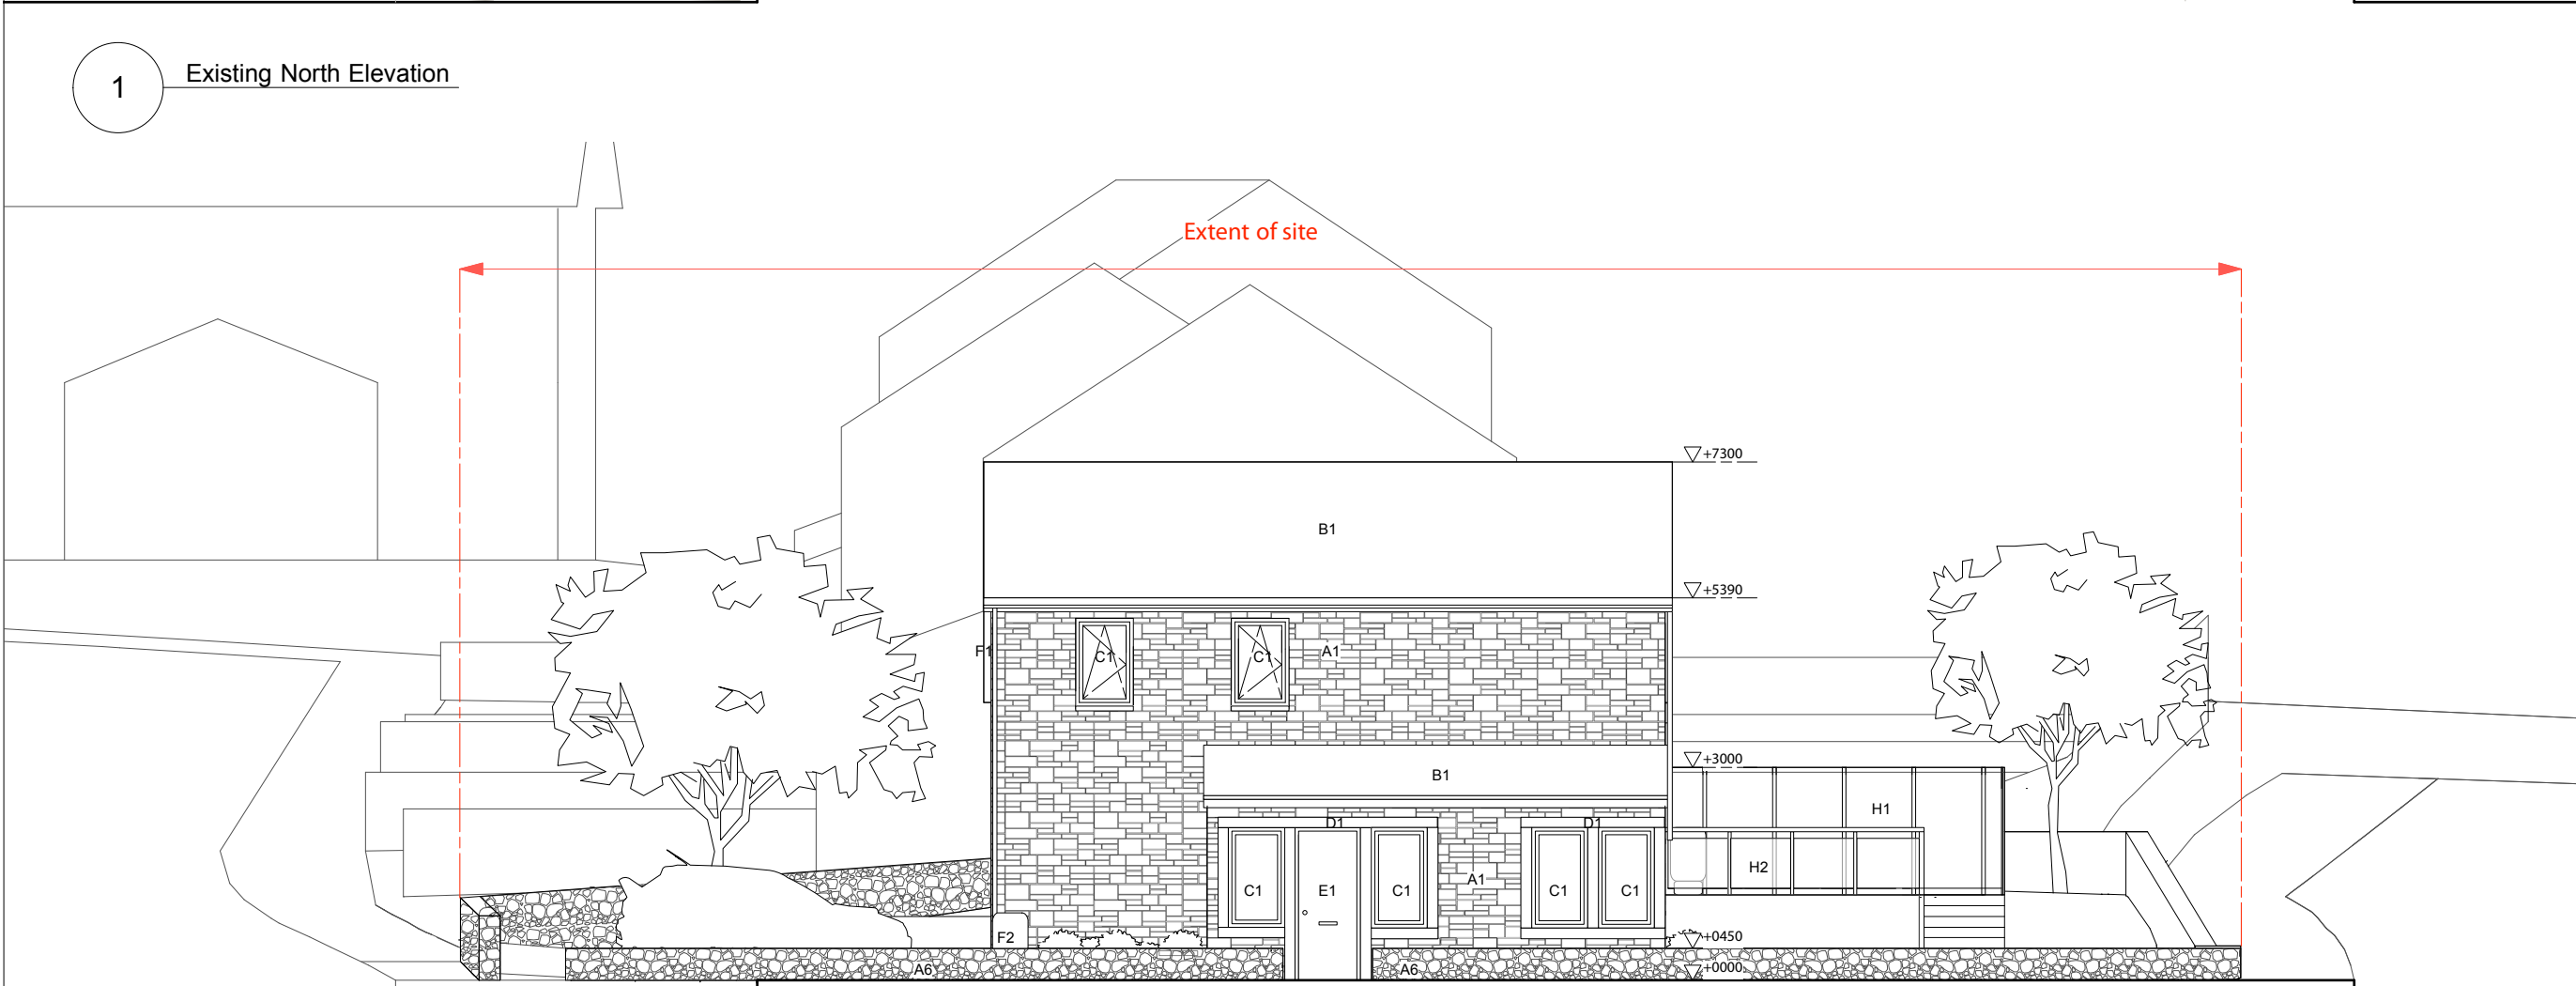 1
Existing North Elevation
Extent of site
+7300
B1
+5390
F1
C1
C1
A1
+3000
B1
H1
D1
D1
H2
C1
E1
C1
A1
C1
C1
F2
+0450
A6
A6
+0000